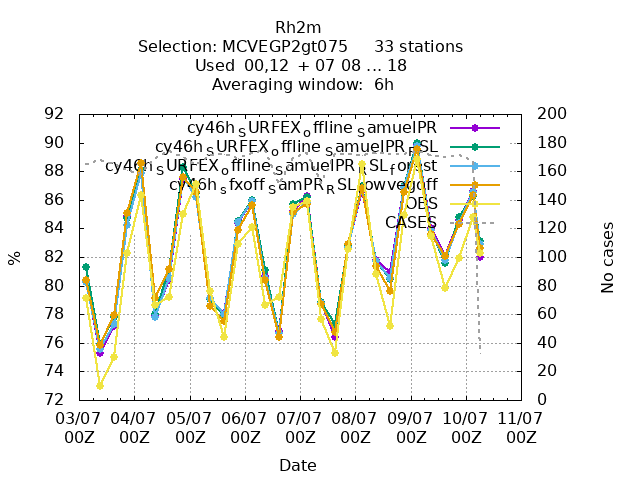 Rh2m
Selection: MCVEGP2gt075 33 stations
Used 00,12 + 07 08 ... 18
Averaging window: 6h
92 200
90 180
88 160
86 140
84 120
82 100
80 80
78 60
76 40
74 20
72 0
cy46h_SURFEX_offline_SamuelPR
cy46h_SURFEX_offline_SamuelPR_RSL
cy46h_SURFEX_offline_SamuelPR_RSL_forest
OBS
CASES
%
No cases
03/07 04/07 05/07 06/07 07/07 08/07 09/07 10/07 11/07
00Z 00Z 00Z 00Z 00Z 00Z 00Z 00Z 00Z
Date